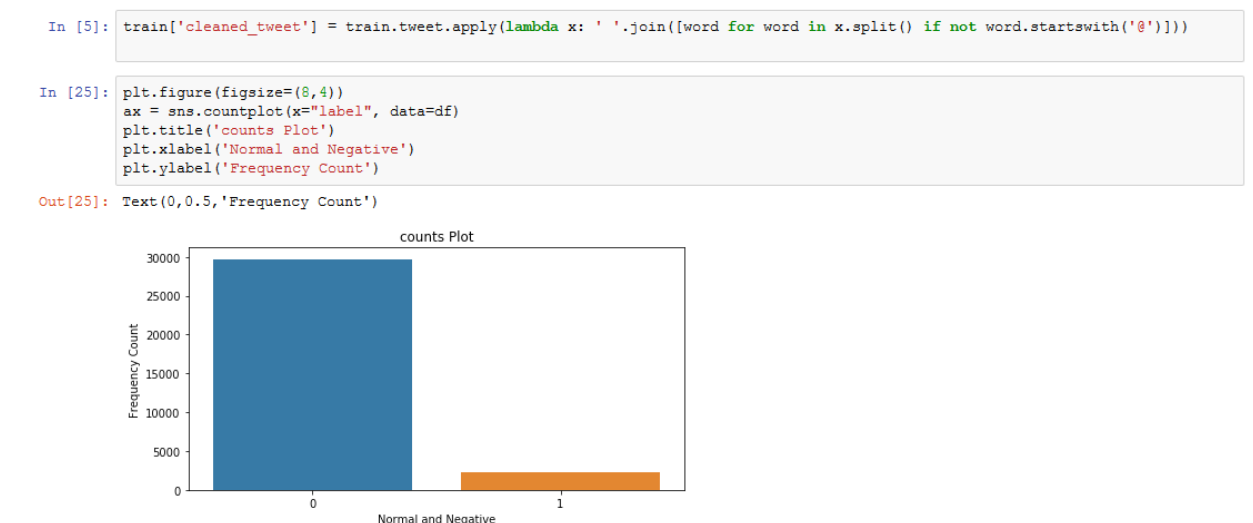 In [5]: train['cleaned_tweet'] = train.tweet.apply(lambda x: ' '.join([word for word in x.split() if not word.startswith('@')]))
In [25]: plt.figure(figsize=(8,4))
ax = sns.countplot(x="label", data=df)
plt.title('counts Plot')
plt.xlabel('Normal and Negative')
plt.ylabel('Frequency Count')
Out[25]: Text(0,0.5,'Frequency Count')
counts Plot
30000
25000
20000
15000
10000
5000
0
Frequency Count
0 1
Normal and Negative